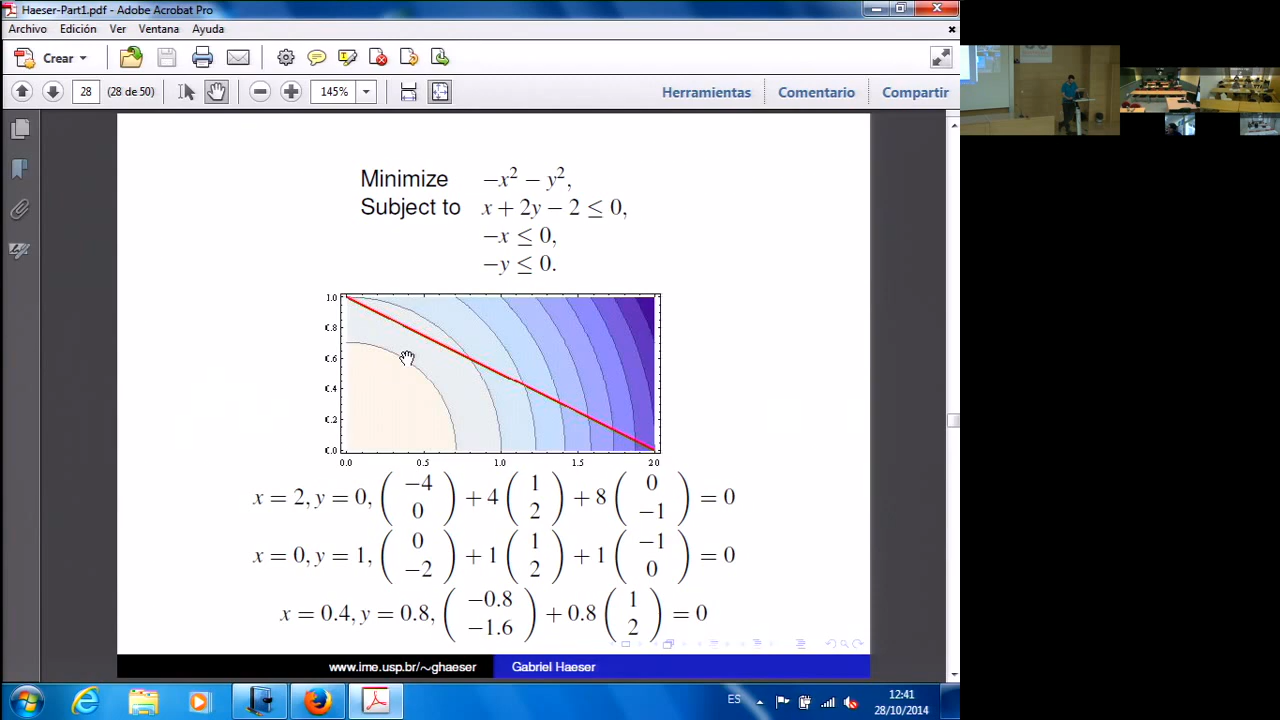 Haeser-Part1.pdf - Adobe Acrobat Pro
Archivo Edición Ver Ventana Ayuda
Crear
28 (28 de 50) 145% Herramientas Comentario Compartir
Minimize −x² − y²,
Subject to x + 2y − 2 ≤ 0,
−x ≤ 0,
−y ≤ 0.
1.0
0.8
0.6
0.4
0.2
0.0
0.0 0.5 1.0 1.5 2.0
x = 2, y = 0, (−4 0) + 4 (1 2) + 8 (0 −1) = 0
x = 0, y = 1, (0 −2) + 1 (1 2) + 1 (−1 0) = 0
x = 0.4, y = 0.8, (−0.8 −1.6) + 0.8 (1 2) = 0
www.ime.usp.br/~ghaeser Gabriel Haeser
ES
12:41
28/10/2014